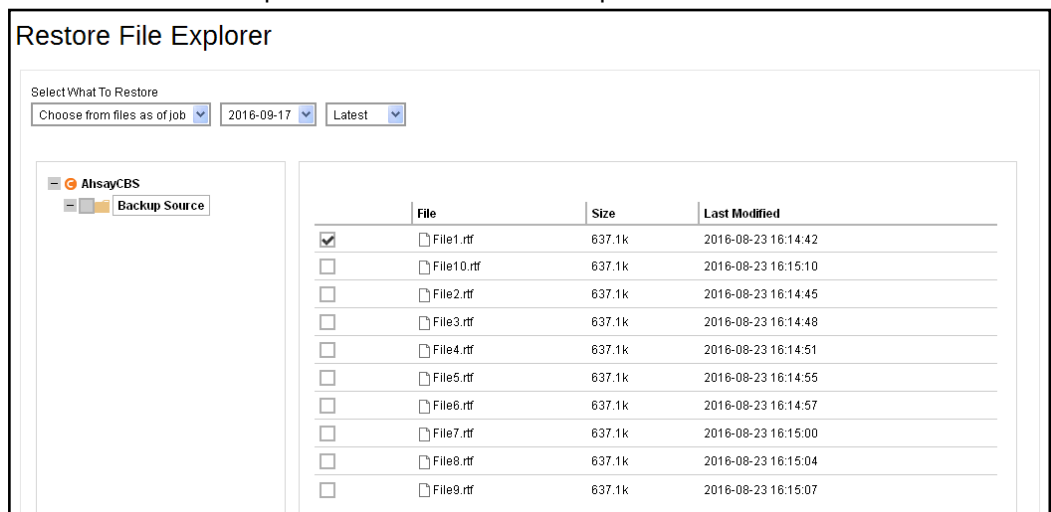 Restore File Explorer
Select What To Restore
Choose from files as of job 2016-09-17 Latest
AhsayCBS
Backup Source
File Size Last Modified
File1.rtf 637.1k 2016-08-23 16:14:42
File10.rtf 637.1k 2016-08-23 16:15:10
File2.rtf 637.1k 2016-08-23 16:14:45
File3.rtf 637.1k 2016-08-23 16:14:48
File4.rtf 637.1k 2016-08-23 16:14:51
File5.rtf 637.1k 2016-08-23 16:14:55
File6.rtf 637.1k 2016-08-23 16:14:57
File7.rtf 637.1k 2016-08-23 16:15:00
File8.rtf 637.1k 2016-08-23 16:15:04
File9.rtf 637.1k 2016-08-23 16:15:07